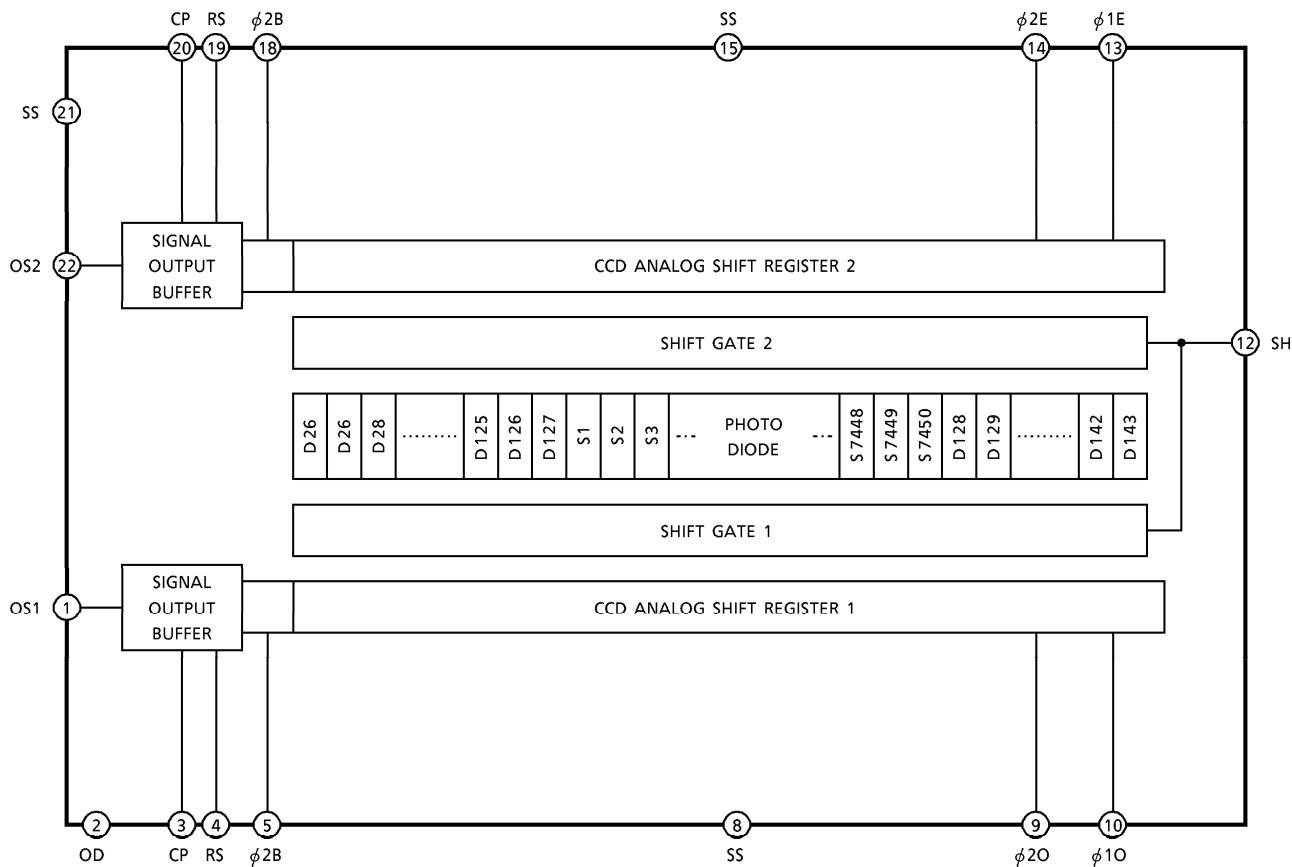 CP RS ϕ2B SS ϕ2E ϕ1E
20 19 18 15 14 13
SS 21
SIGNAL
OUTPUT
BUFFER
OS2 22
CCD ANALOG SHIFT REGISTER 2
SHIFT GATE 2
12 SH
D26 D26 D28 ········· D125 D126 D127 S1 S2 S3 -·- PHOTO
DIODE -·- S7448 S7449 S7450 D128 D129 ········· D142 D143
SHIFT GATE 1
SIGNAL
OUTPUT
BUFFER
OS1 1
CCD ANALOG SHIFT REGISTER 1
2 3 4 5 8 9 10
OD CP RS ϕ2B SS ϕ2O ϕ1O